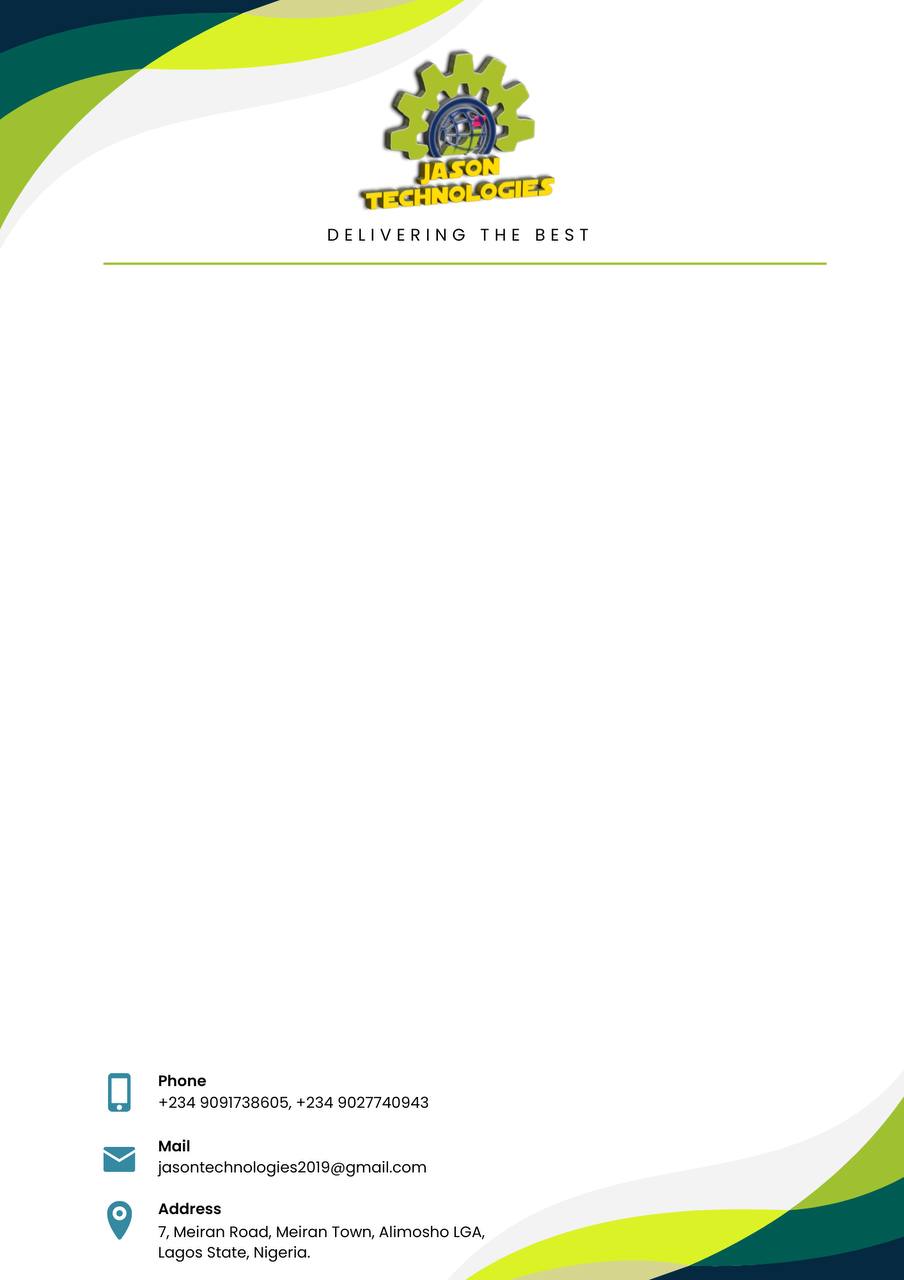 JASON
TECHNOLOGIES
DELIVERING THE BEST
Phone
+234 9091738605, +234 9027740943
Mail
jasontechnologies2019@gmail.com
Address
7, Meiran Road, Meiran Town, Alimosho LGA,
Lagos State, Nigeria.